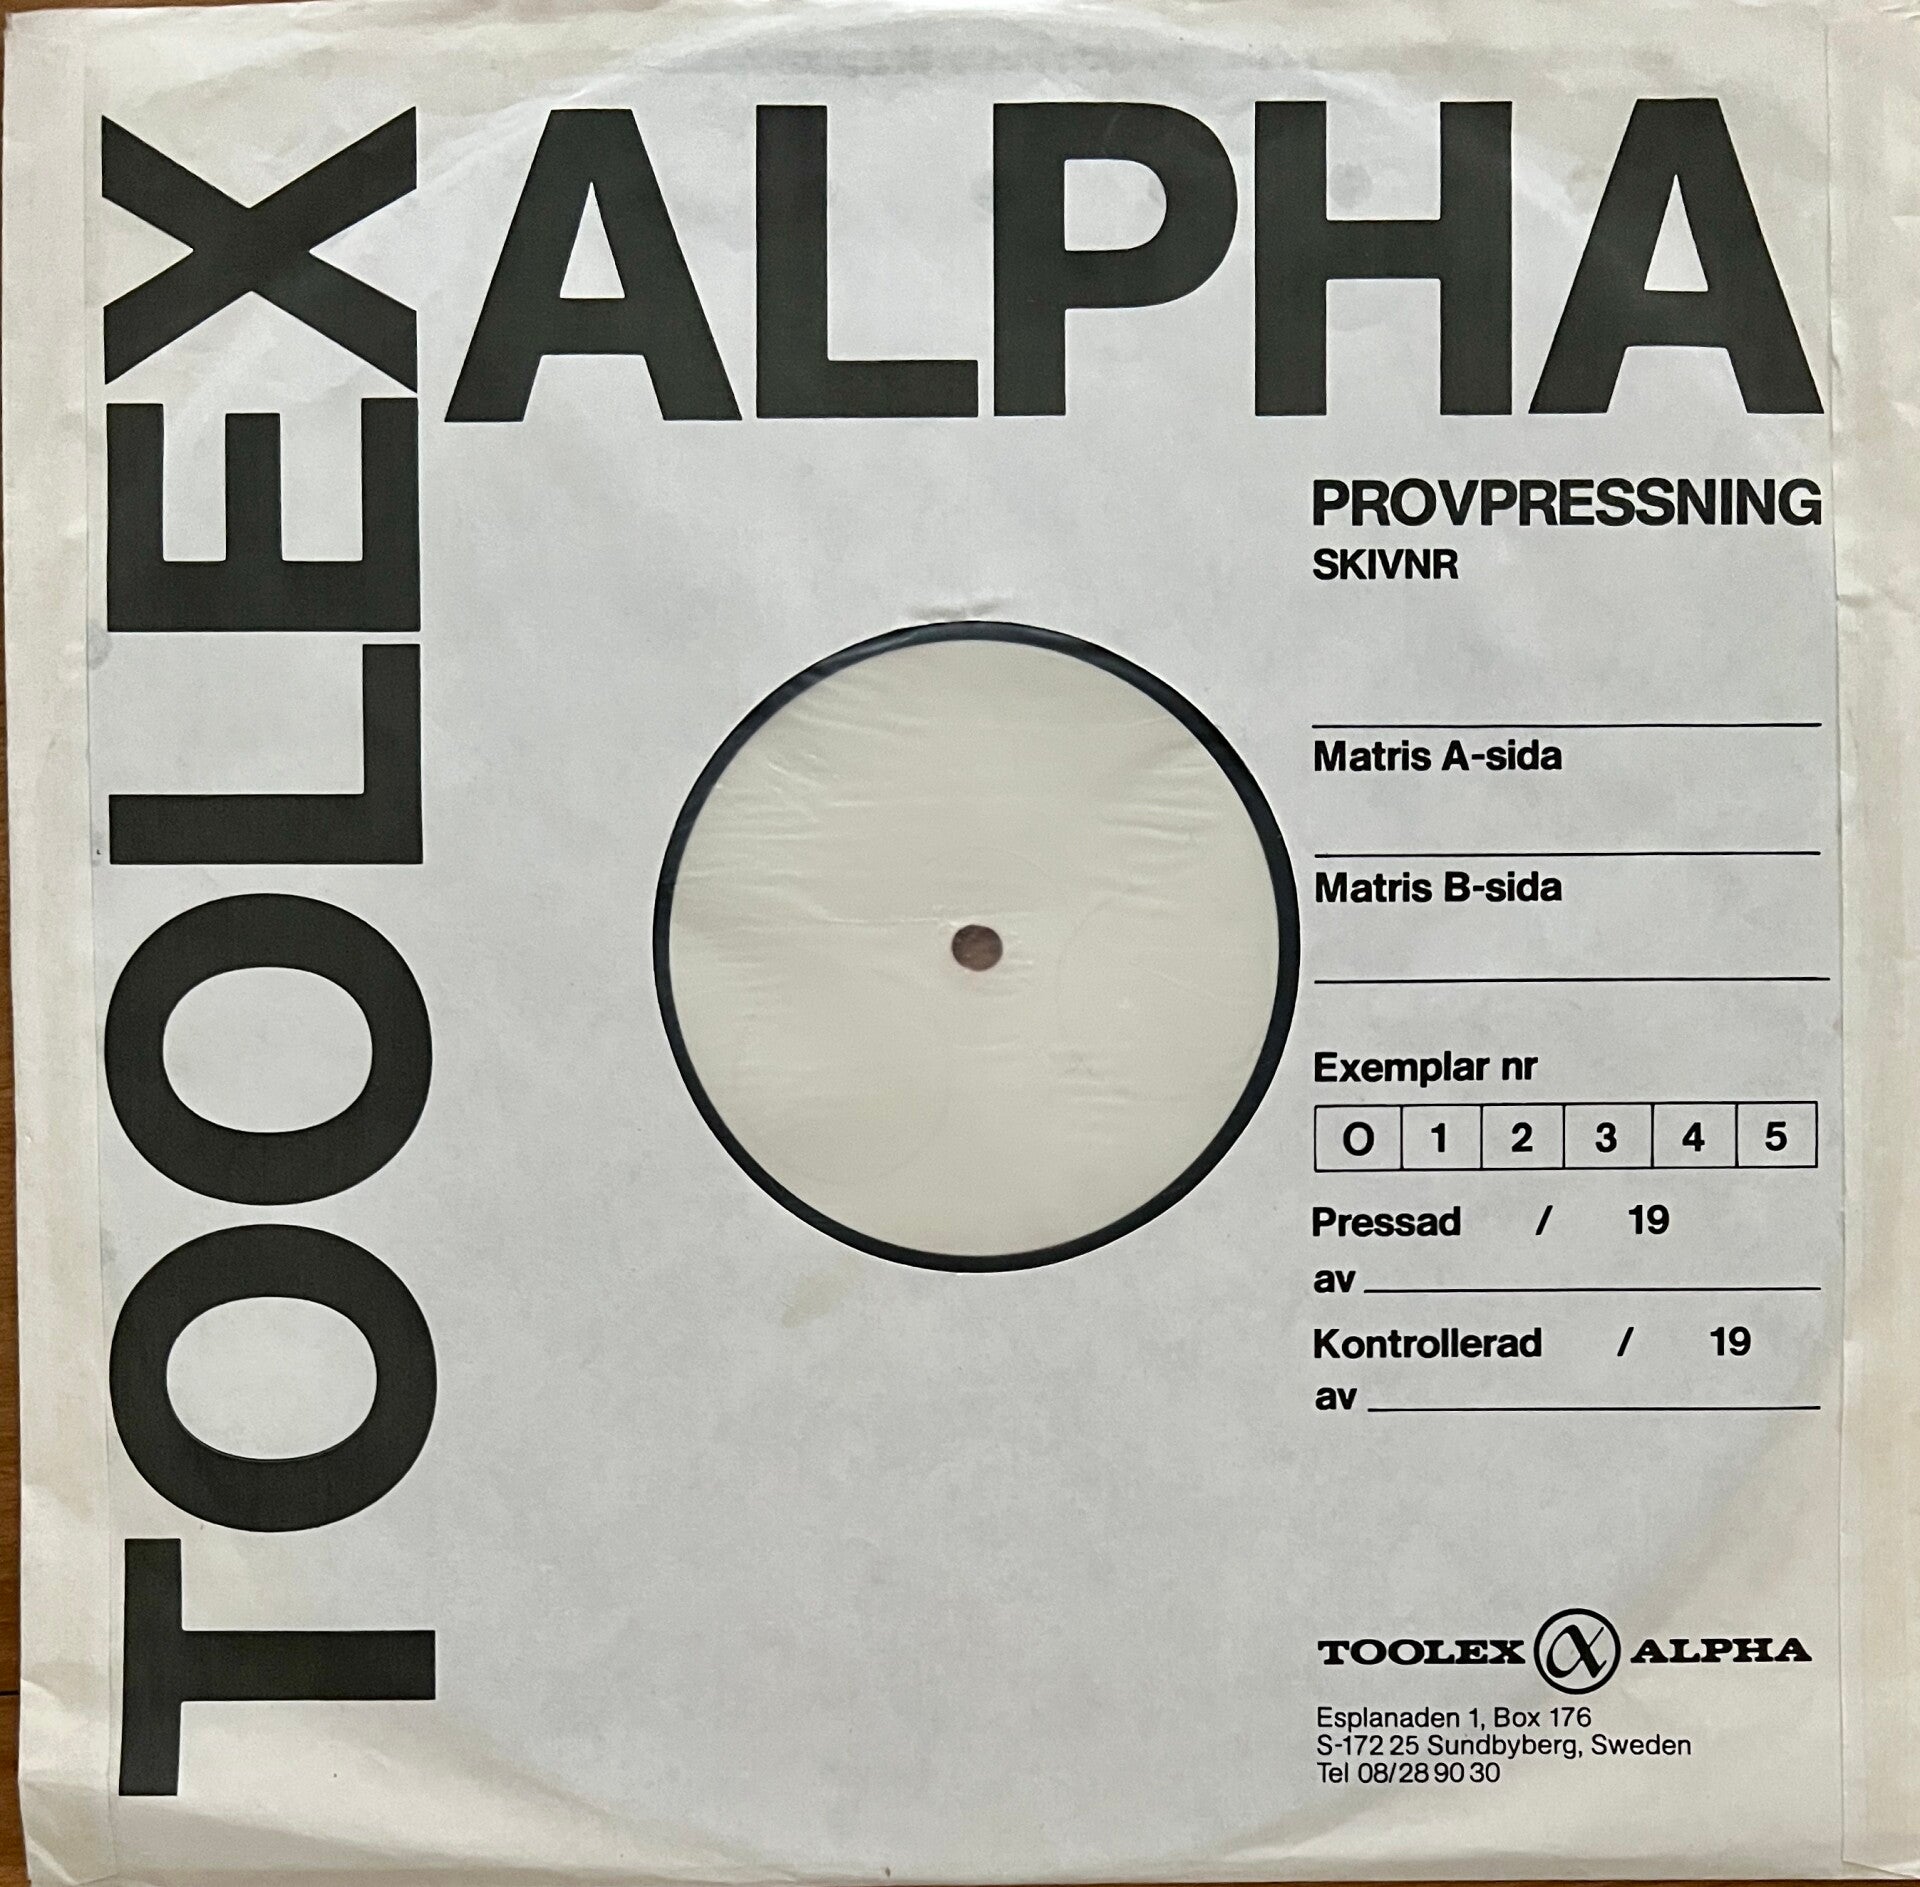 TOOLEX ALPHA
PROVPRESSNING
SKIVNR
Matris A-sida
Matris B-sida
Exemplar nr
0 1 2 3 4 5
Pressad / 19
av
Kontrollerad / 19
av
TOOLEX α ALPHA
Esplanaden 1, Box 176
S-172 25 Sundbyberg, Sweden
Tel 08/28 90 30